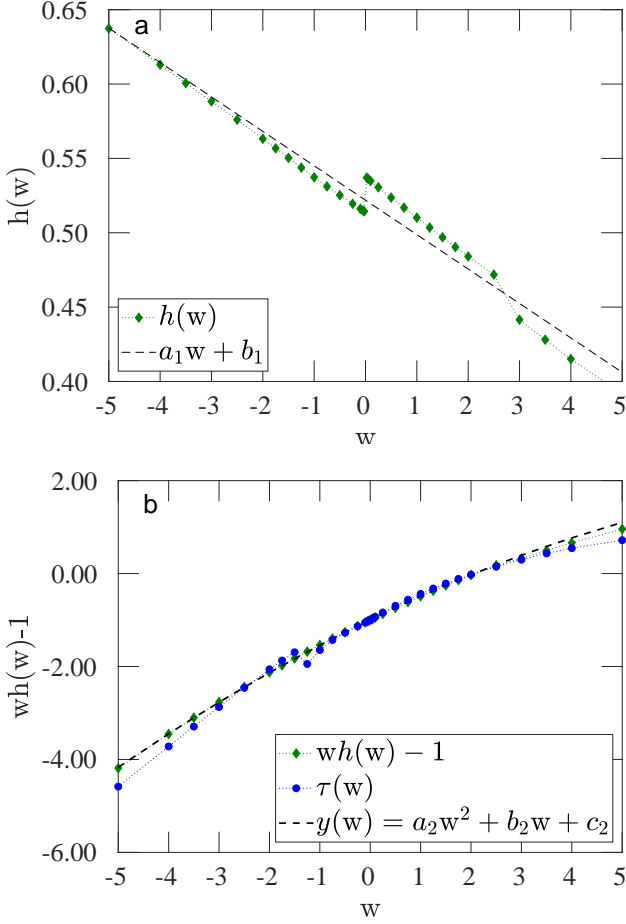 a
0.65
0.60
0.55
0.50
0.45
0.40
h(w)
h(w)
a₁w + b₁
-5 -4 -3 -2 -1 0 1 2 3 4 5
w
b
2.00
0.00
-2.00
-4.00
-6.00
wh(w)-1
wh(w) − 1
τ(w)
y(w) = a₂w² + b₂w + c₂
-5 -4 -3 -2 -1 0 1 2 3 4 5
w